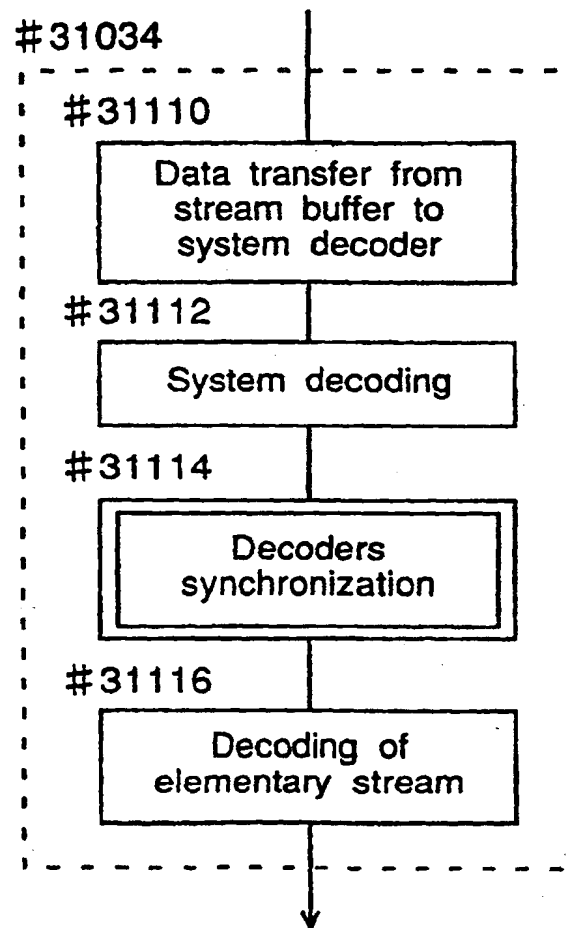 #31034
#31110
Data transfer from
stream buffer to
system decoder
#31112
System decoding
#31114
Decoders
synchronization
#31116
Decoding of
elementary stream